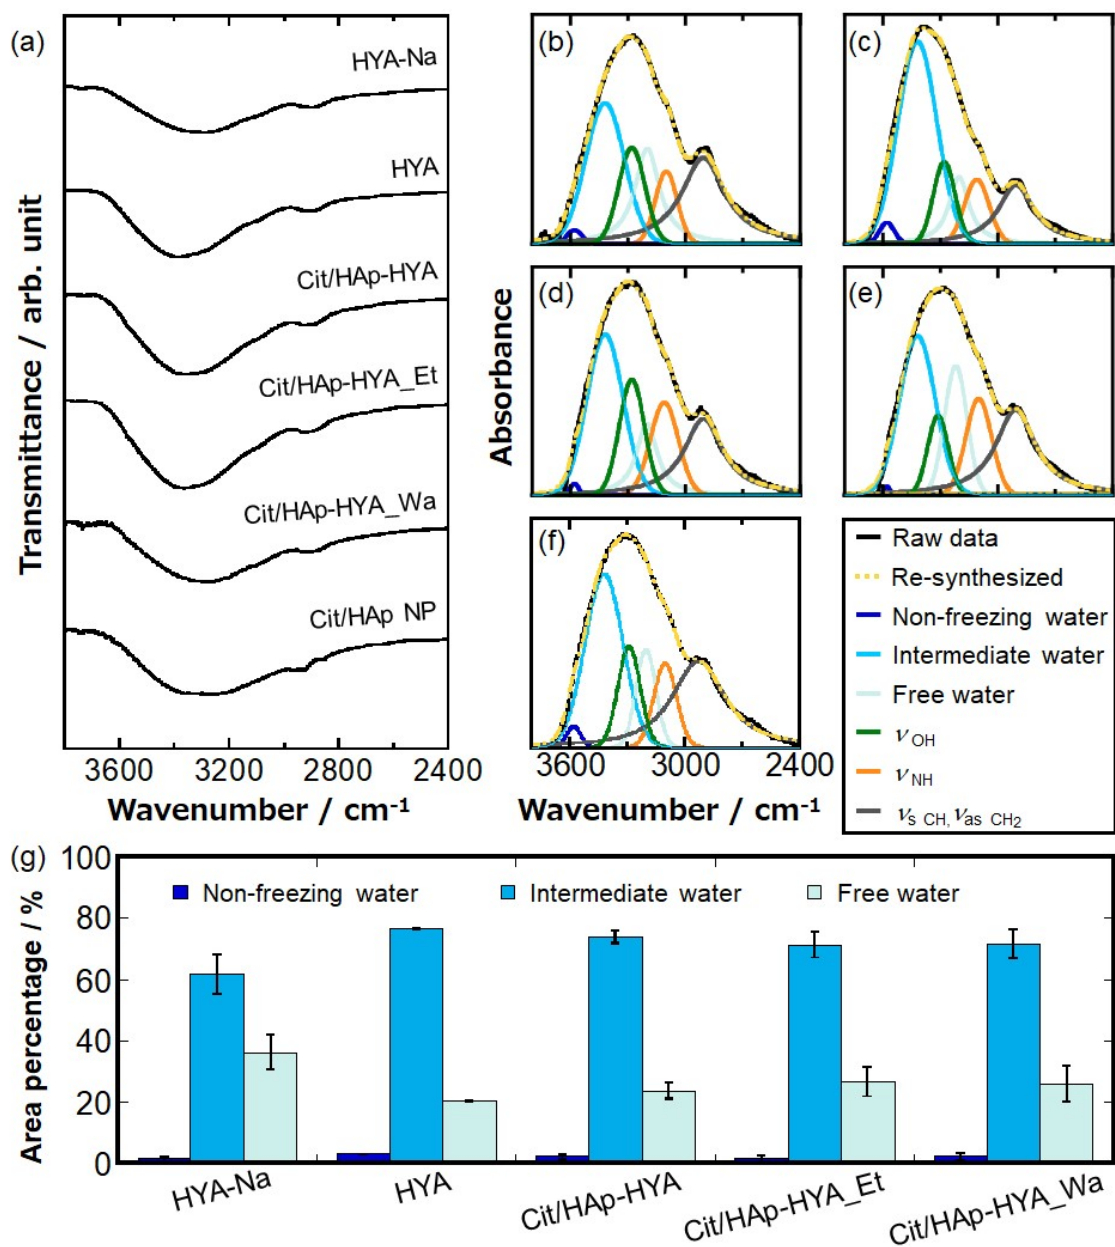 (a)
HYA-Na
HYA
Cit/HAp-HYA
Cit/HAp-HYA_Et
Cit/HAp-HYA_Wa
Cit/HAp NP
Transmittance / arb. unit
3600 3200 2800 2400
Wavenumber / cm-1
(b)
(c)
(d)
(e)
(f)
Absorbance
3600 3000 2400
Wavenumber / cm-1
Raw data
Re-synthesized
Non-freezing water
Intermediate water
Free water
ν OH
ν NH
νs CH, νas CH2
(g)
Area percentage / %
100
80
60
40
20
0
Non-freezing water Intermediate water Free water
HYA-Na HYA Cit/HAp-HYA Cit/HAp-HYA_Et Cit/HAp-HYA_Wa